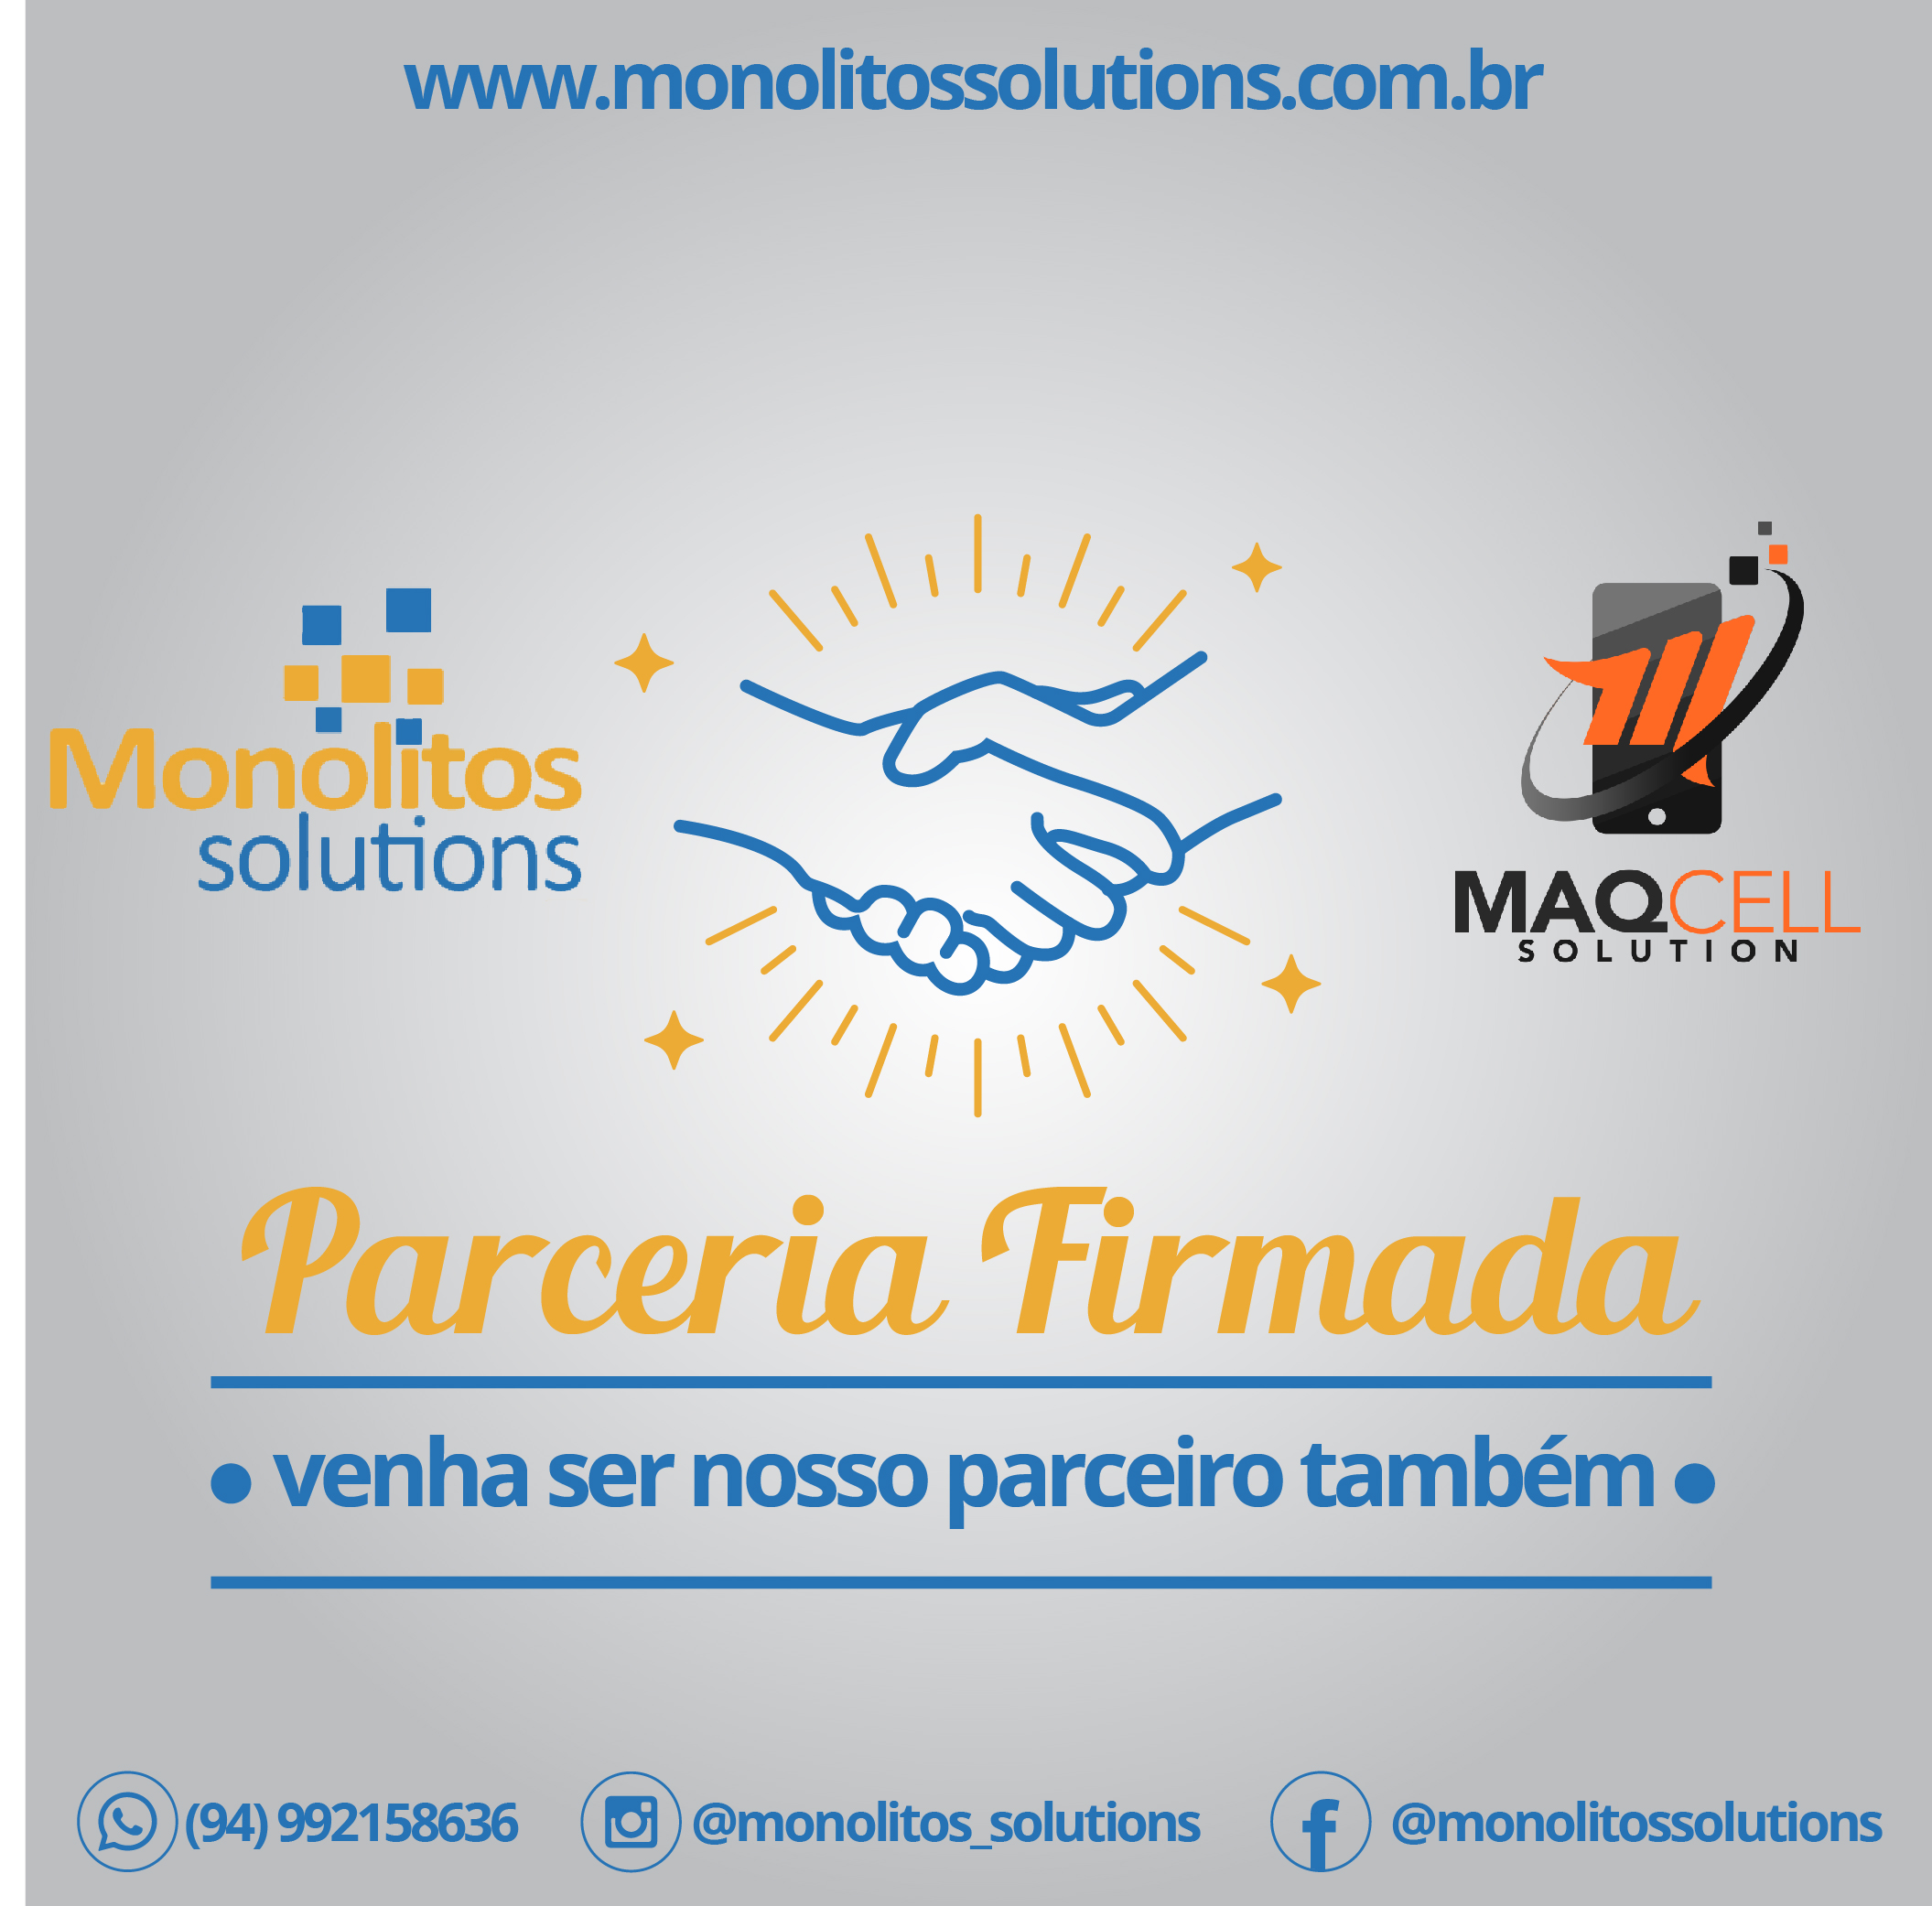 www.monolitossolutions.com.br
Monolitos
solutions
MAQCELL
SOLUTION
Parceria Firmada
• venha ser nosso parceiro também •
(94) 992158636 @monolitos_solutions @monolitossolutions